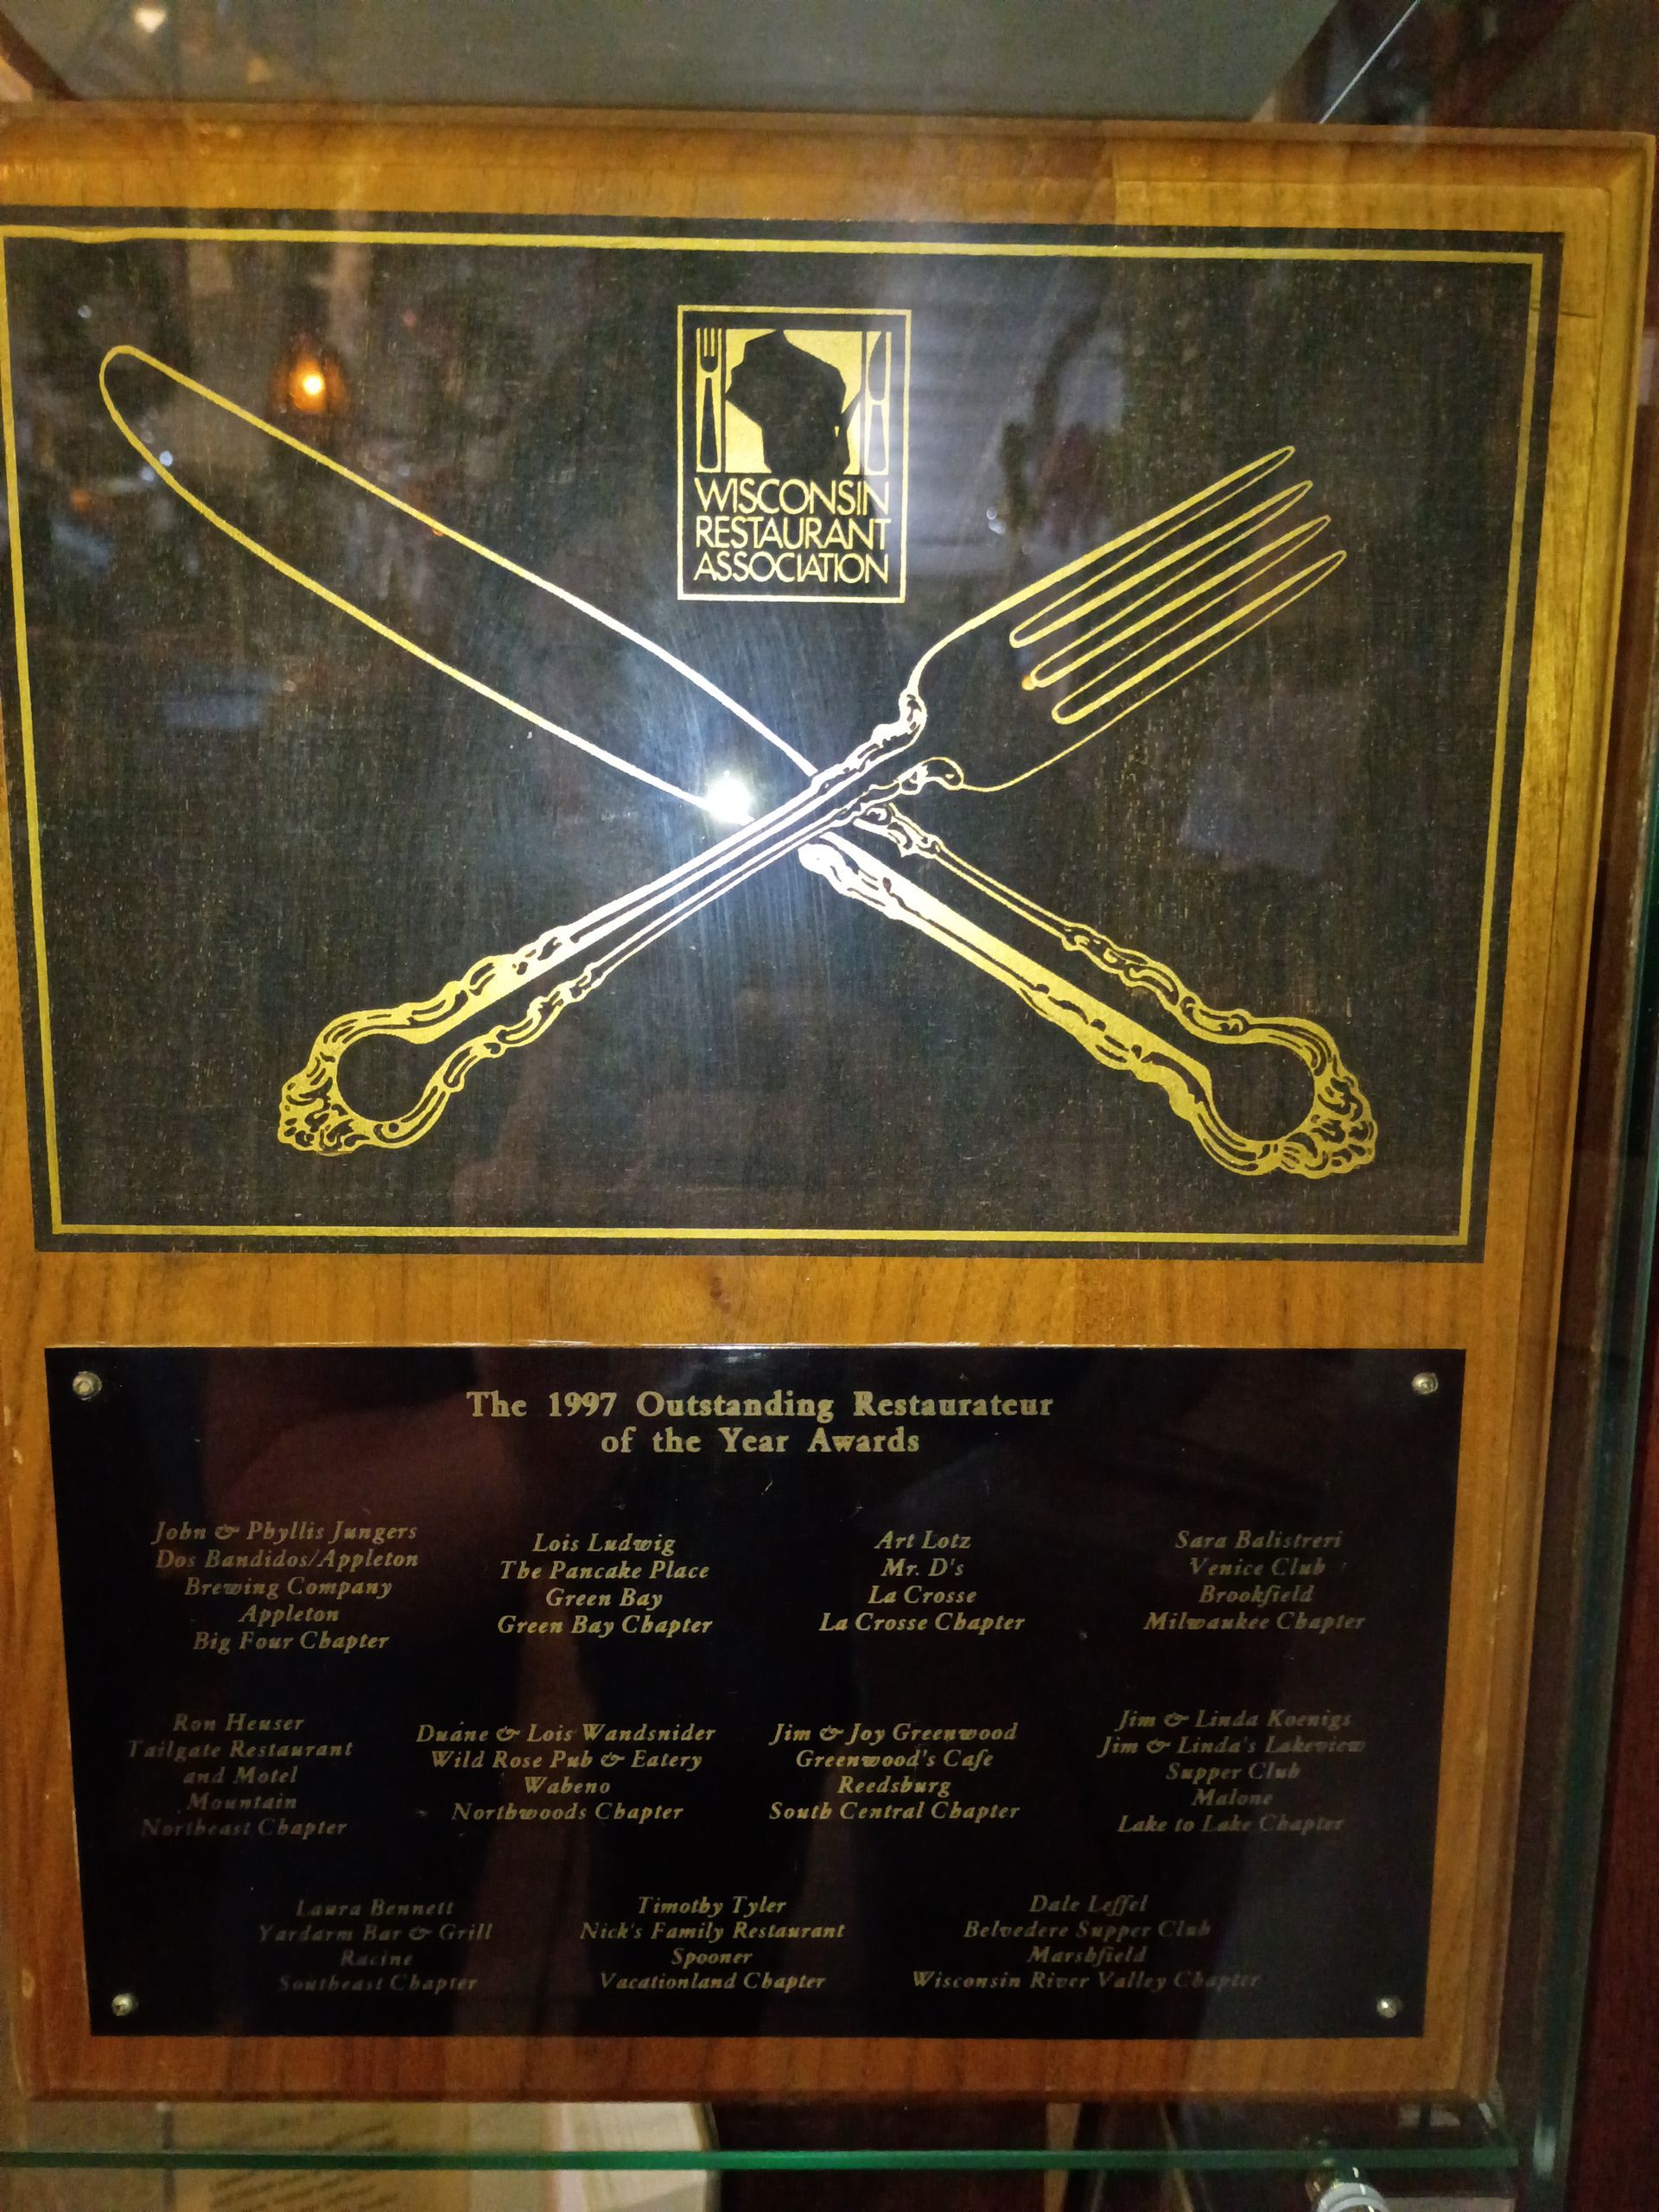 WISCONSIN
RESTAURANT
ASSOCIATION
The 1997 Outstanding Restaurateur
of the Year Awards
John & Phyllis Jungers
Dos Bandidos/Appleton
Brewing Company
Appleton
Big Four Chapter
Lois Ludwig
The Pancake Place
Green Bay
Green Bay Chapter
Art Lotz
Mr. D's
La Crosse
La Crosse Chapter
Sara Balistreri
Venice Club
Brookfield
Milwaukee Chapter
Ron Heuser
Tailgate Restaurant
and Motel
Mountain
Northeast Chapter
Duane & Lois Wandsnider
Wild Rose Pub & Eatery
Wabeno
Northwoods Chapter
Jim & Joy Greenwood
Greenwood's Cafe
Reedsburg
South Central Chapter
Jim & Linda Koenigs
Jim & Linda's Lakeview
Supper Club
Malone
Lake to Lake Chapter
Laura Bennett
Yardarm Bar & Grill
Racine
Southeast Chapter
Timothy Tyler
Nick's Family Restaurant
Spooner
Vacationland Chapter
Dale Leffel
Belvedere Supper Club
Marshfield
Wisconsin River Valley Chapter